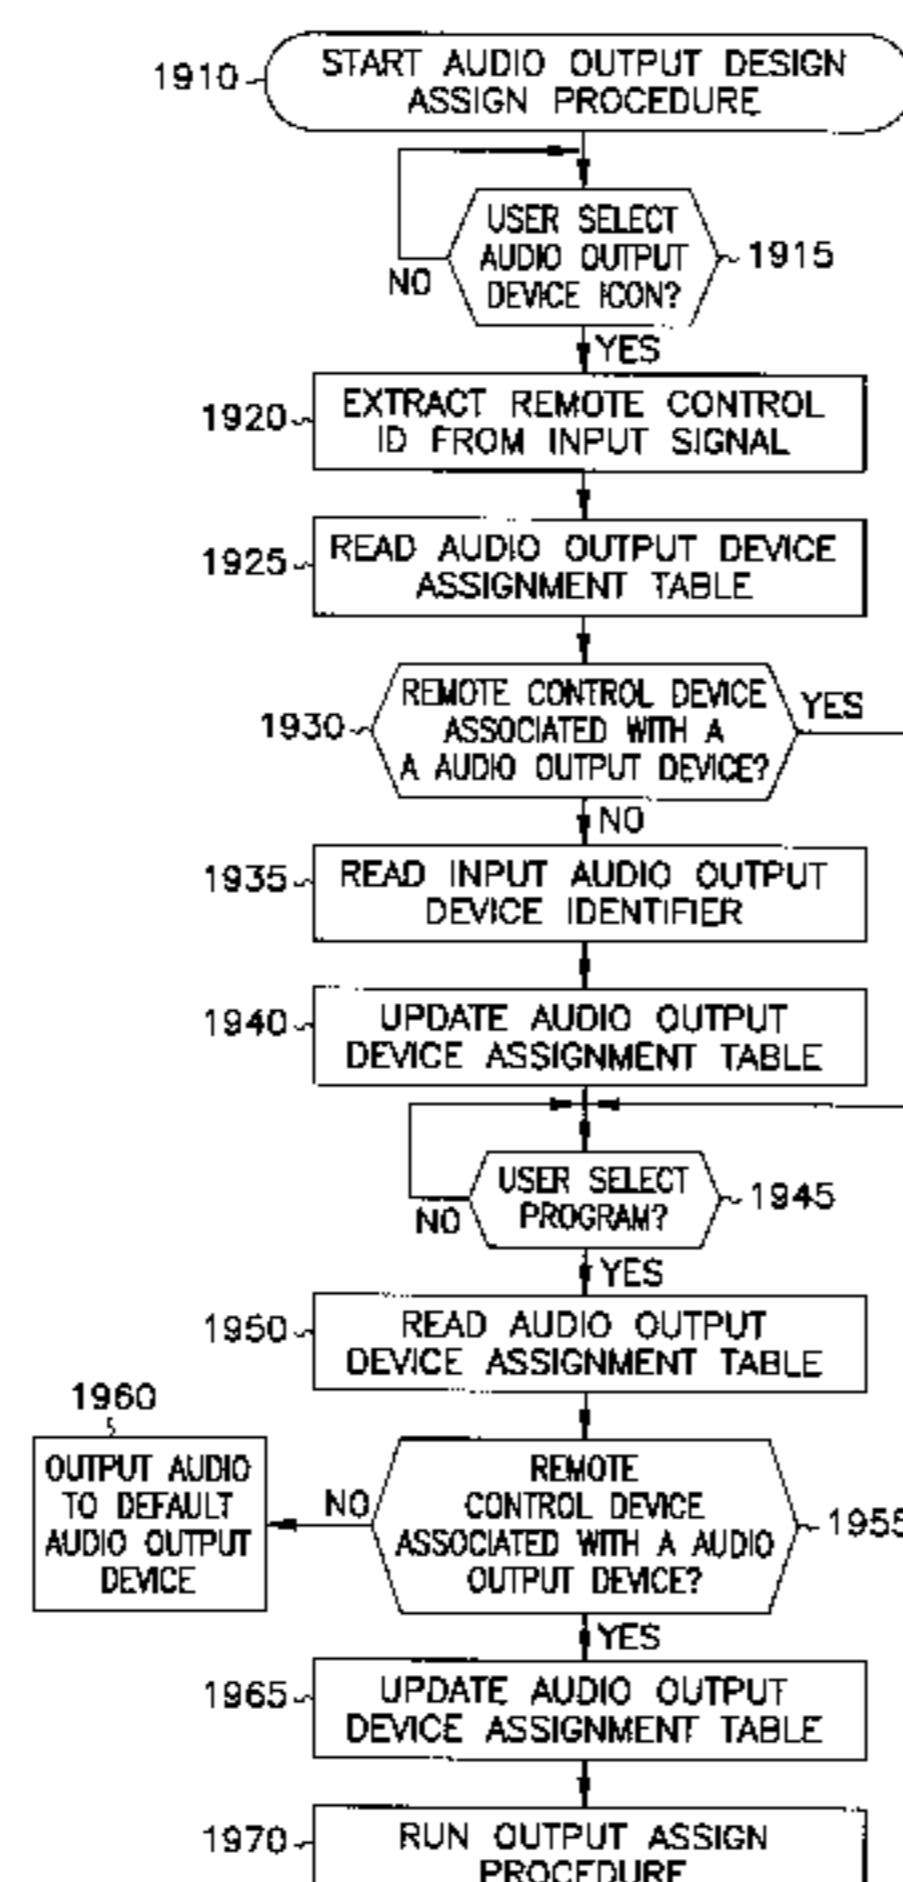 1910
START AUDIO OUTPUT DESIGN
ASSIGN PROCEDURE
USER SELECT
AUDIO OUTPUT
DEVICE ICON?
1915
NO
YES
1920
EXTRACT REMOTE CONTROL
ID FROM INPUT SIGNAL
1925
READ AUDIO OUTPUT DEVICE
ASSIGNMENT TABLE
1930
REMOTE CONTROL DEVICE
ASSOCIATED WITH A
A AUDIO OUTPUT DEVICE?
YES
NO
1935
READ INPUT AUDIO OUTPUT
DEVICE IDENTIFIER
1940
UPDATE AUDIO OUTPUT
DEVICE ASSIGNMENT TABLE
USER SELECT
PROGRAM?
1945
NO
YES
1950
READ AUDIO OUTPUT
DEVICE ASSIGNMENT TABLE
1960
OUTPUT AUDIO
TO DEFAULT
AUDIO OUTPUT
DEVICE
NO
REMOTE
CONTROL DEVICE
ASSOCIATED WITH A AUDIO
OUTPUT DEVICE?
1955
YES
1965
UPDATE AUDIO OUTPUT
DEVICE ASSIGNMENT TABLE
1970
RUN OUTPUT ASSIGN
PROCEDURE